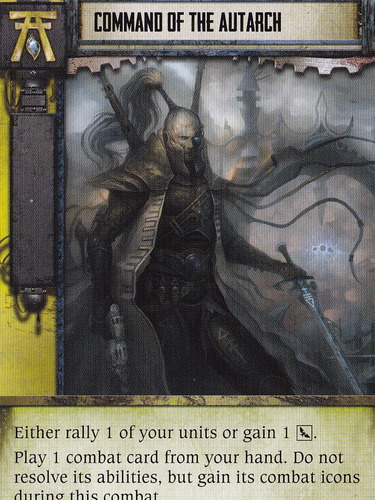 COMMAND OF THE AUTARCH
Either rally 1 of your units or gain 1 .
Play 1 combat card from your hand. Do not
resolve its abilities, but gain its combat icons
during this combat